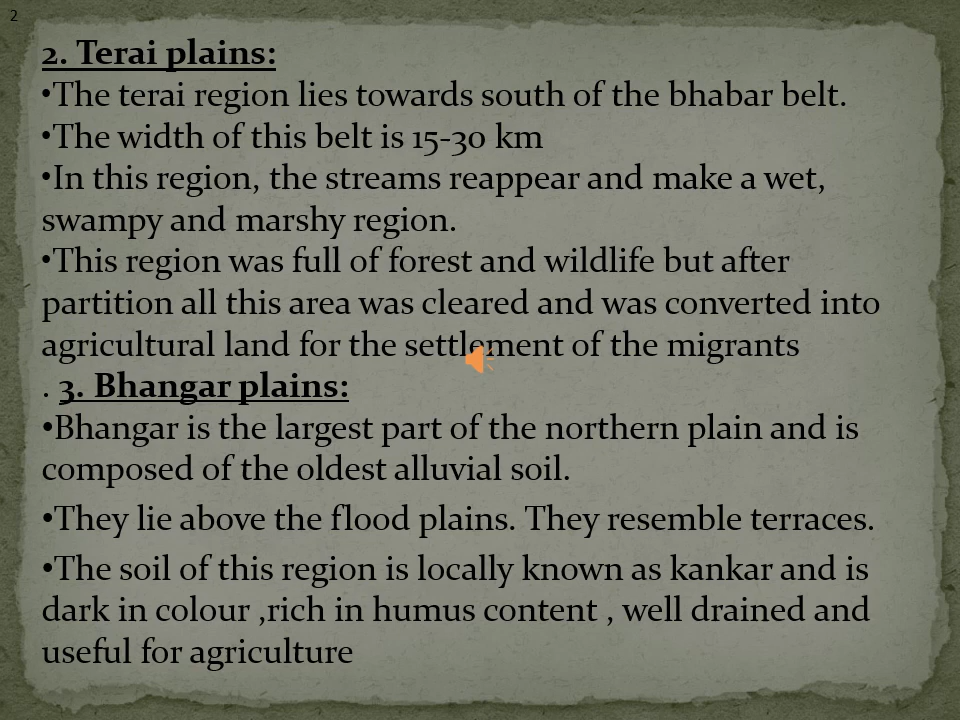 2
2. Terai plains:
•The terai region lies towards south of the bhabar belt.
•The width of this belt is 15-30 km
•In this region, the streams reappear and make a wet,
swampy and marshy region.
•This region was full of forest and wildlife but after
partition all this area was cleared and was converted into
agricultural land for the settlement of the migrants
. 3. Bhangar plains:
•Bhangar is the largest part of the northern plain and is
composed of the oldest alluvial soil.
•They lie above the flood plains. They resemble terraces.
•The soil of this region is locally known as kankar and is
dark in colour ,rich in humus content , well drained and
useful for agriculture